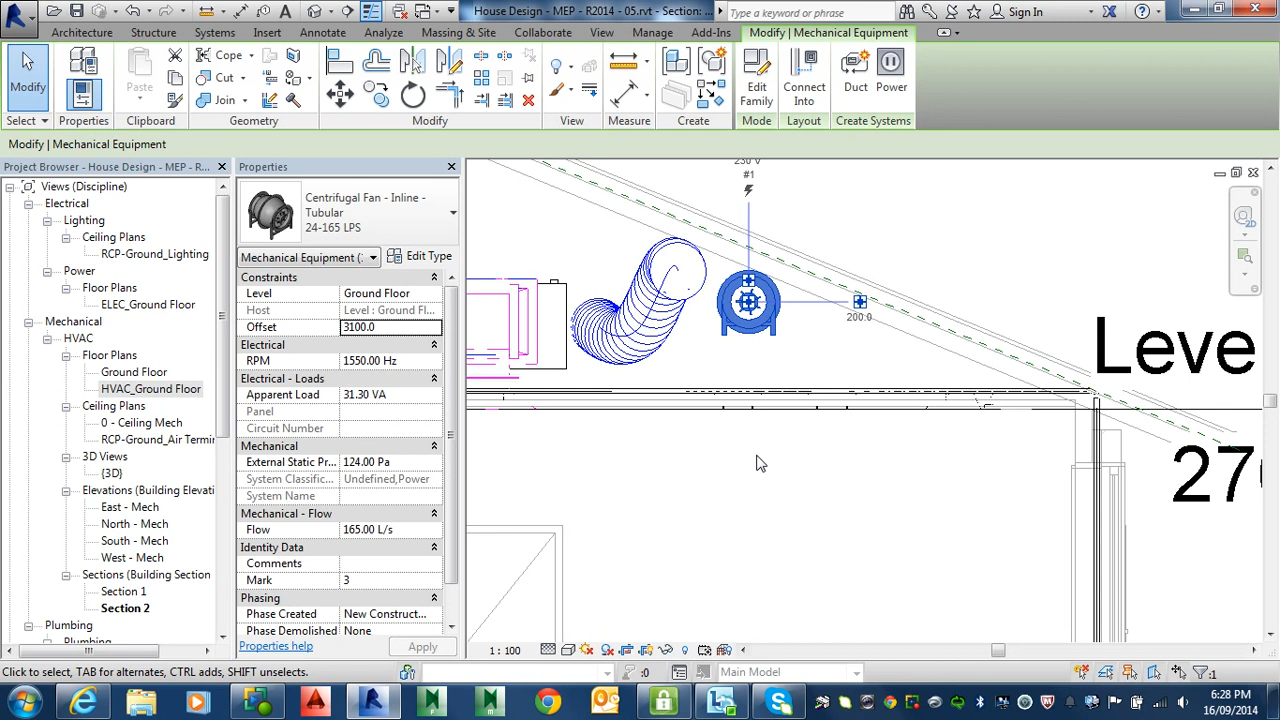 House Design - MEP - R2014 - 05.rvt - Section:
Type a keyword or phrase
Sign In
Architecture
Structure
Systems
Insert
Annotate
Analyze
Massing & Site
Collaborate
View
Manage
Add-Ins
Modify | Mechanical Equipment
Modify
Paste
Cope
Cut
Join
Edit
Family
Connect
Into
Duct
Power
Select
Properties
Clipboard
Geometry
Modify
View
Measure
Create
Mode
Layout
Create Systems
Modify | Mechanical Equipment
Project Browser - House Design - MEP - R...
Views (Discipline)
Electrical
Lighting
Ceiling Plans
RCP-Ground_Lighting
Power
Floor Plans
ELEC_Ground Floor
Mechanical
HVAC
Floor Plans
Ground Floor
HVAC_Ground Floor
Ceiling Plans
0 - Ceiling Mech
RCP-Ground_Air Termi
3D Views
{3D}
Elevations (Building Elevati
East - Mech
North - Mech
South - Mech
West - Mech
Sections (Building Section
Section 1
Section 2
Plumbing
Properties
Centrifugal Fan - Inline -
Tubular
24-165 LPS
Mechanical Equipment (
Edit Type
Constraints
Level Ground Floor
Host Level : Ground Fl...
Offset 3100.0
Electrical
RPM 1550.00 Hz
Electrical - Loads
Apparent Load 31.30 VA
Panel
Circuit Number
Mechanical
External Static Pr... 124.00 Pa
System Classific... Undefined,Power
System Name
Mechanical - Flow
Flow 165.00 L/s
Identity Data
Comments
Mark 3
Phasing
Phase Created New Construct...
Phase Demolished None
Properties help
Apply
230 V
#1
200.0
Leve
270
1 : 100
Click to select, TAB for alternates, CTRL adds, SHIFT unselects.
:0
Main Model
:1
6:28 PM
16/09/2014